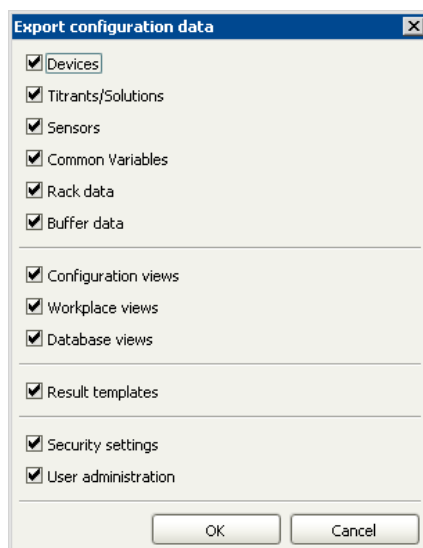 Export configuration data
Devices
Titrants/Solutions
Sensors
Common Variables
Rack data
Buffer data
Configuration views
Workplace views
Database views
Result templates
Security settings
User administration
OK
Cancel